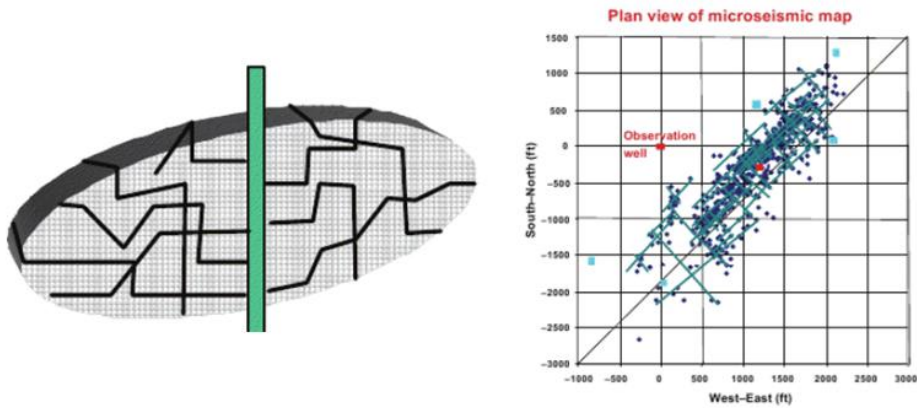 Plan view of microseismic map
1500
1000
500
0
−500
−1000
−1500
−2000
−2500
−3000
South–North (ft)
Observation
well
−1000 −500 0 500 1000 1500 2000 2500 3000
West–East (ft)